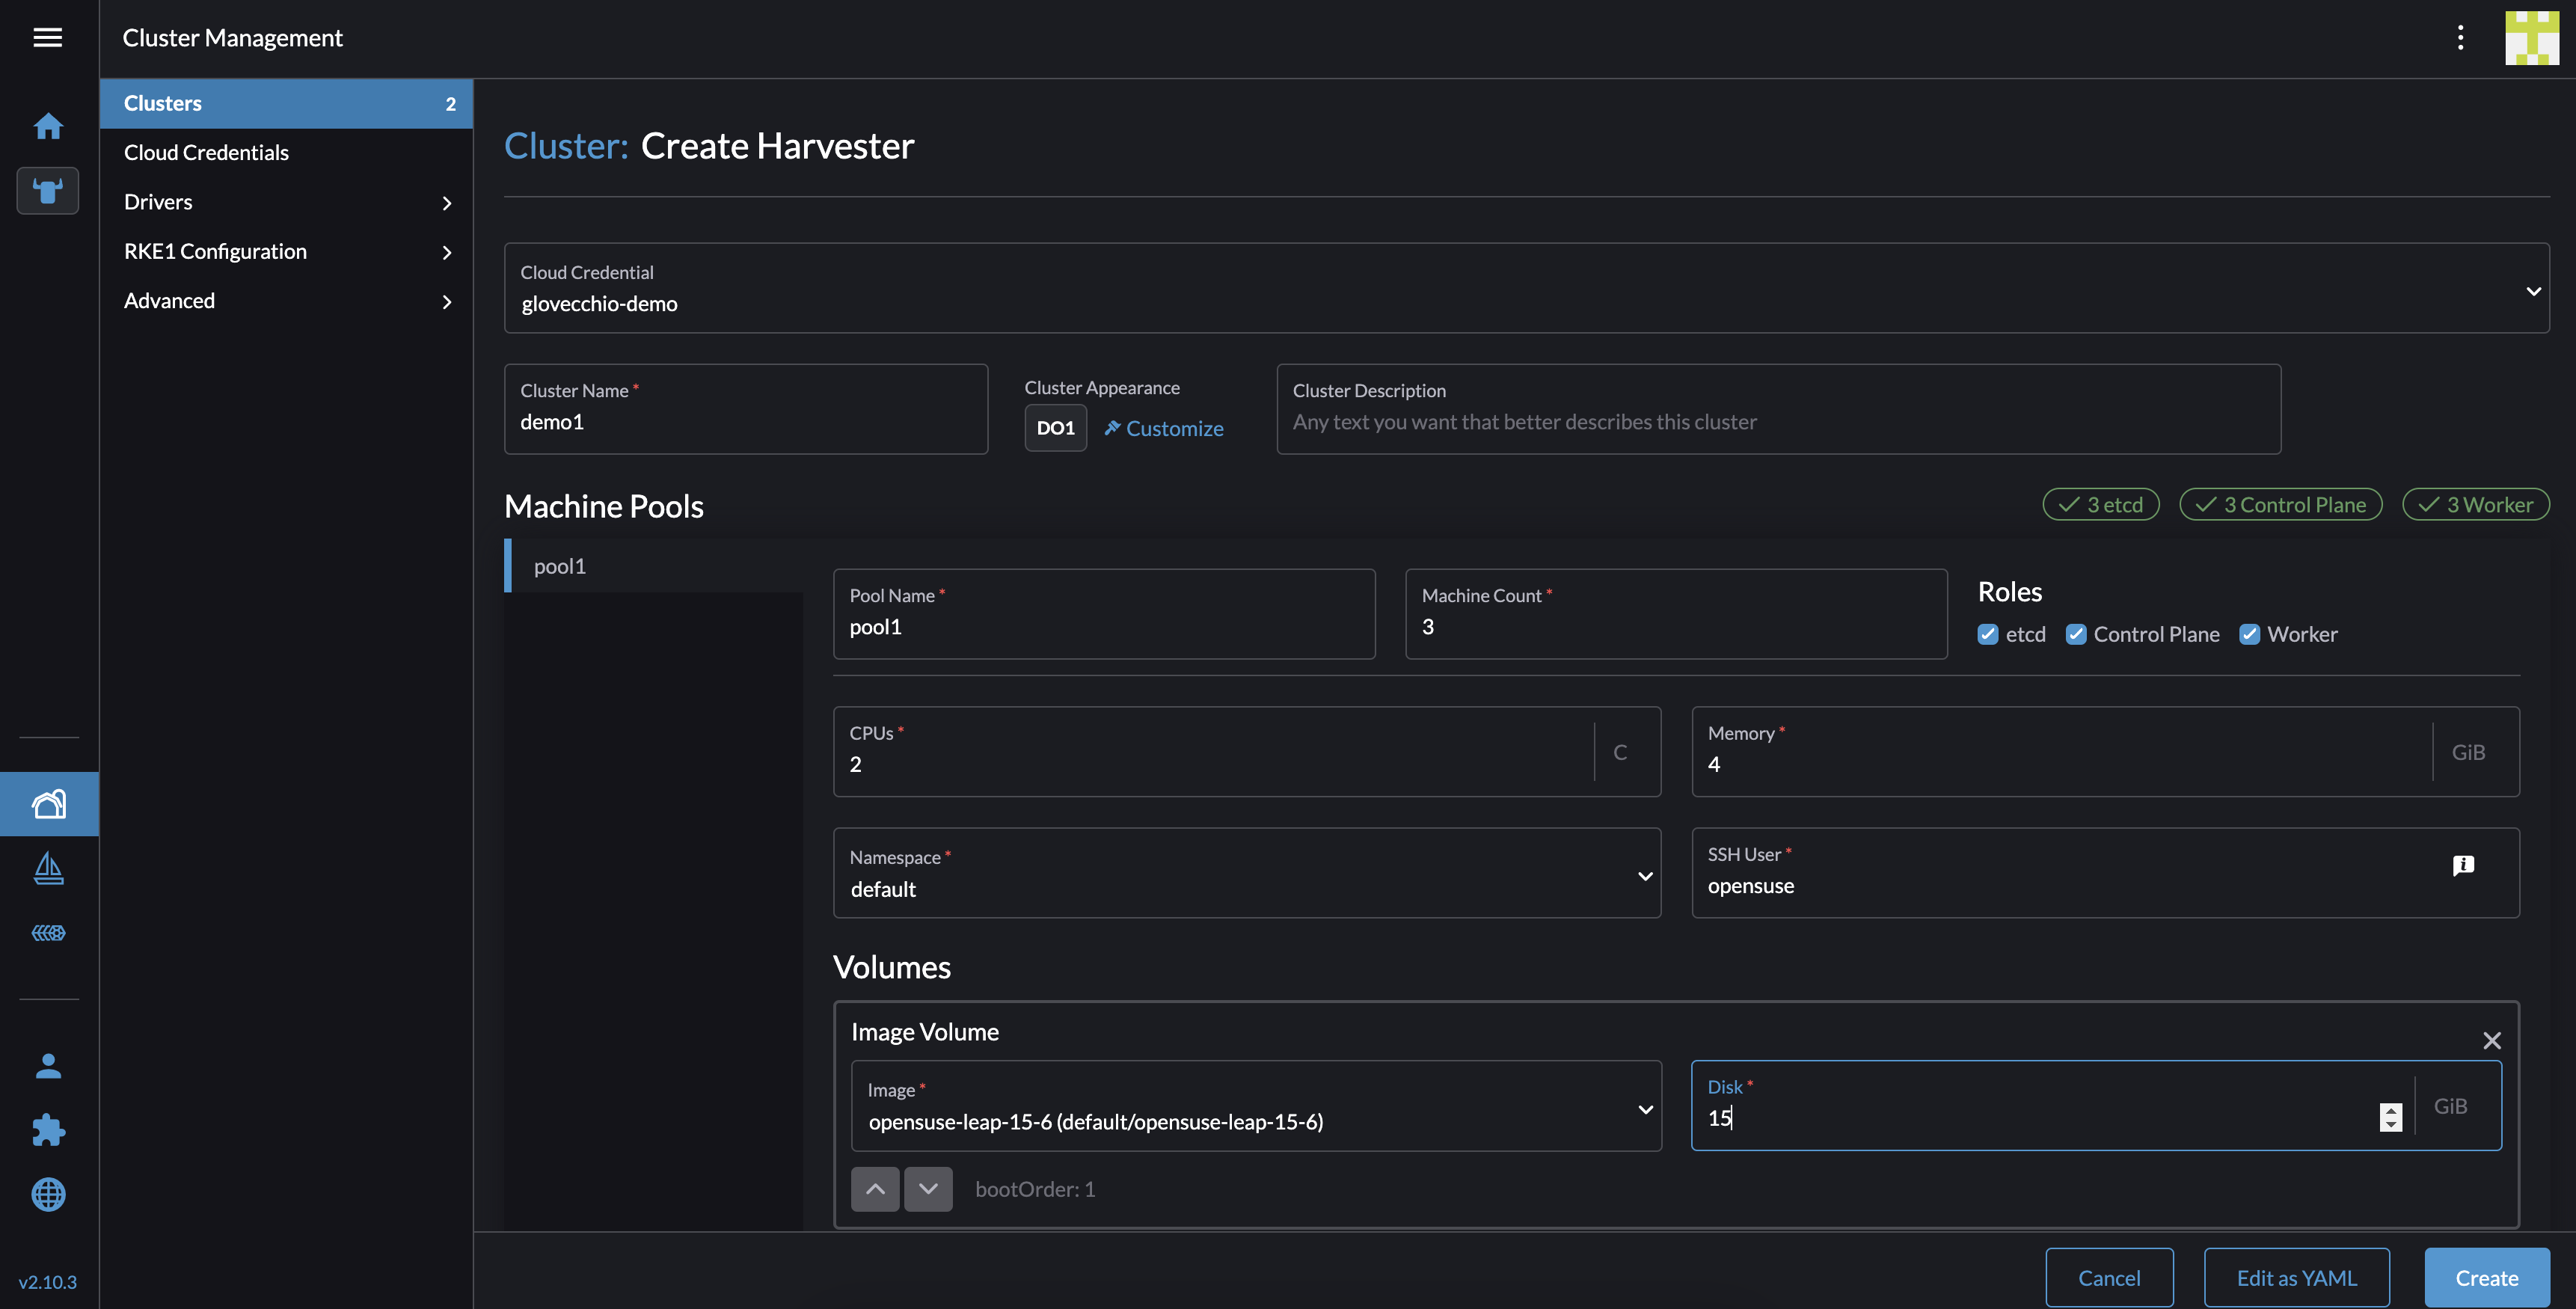 Cluster Management
Clusters 2
Cloud Credentials
Drivers
RKE1 Configuration
Advanced
v2.10.3
Cluster: Create Harvester
Cloud Credential
glovecchio-demo
Cluster Name *
demo1
Cluster Appearance
DO1 Customize
Cluster Description
Any text you want that better describes this cluster
Machine Pools
3 etcd 3 Control Plane 3 Worker
pool1
Pool Name *
pool1
Machine Count *
3
Roles
etcd Control Plane Worker
CPUs *
2 C
Memory *
4 GiB
Namespace *
default
SSH User *
opensuse
Volumes
Image Volume
Image *
opensuse-leap-15-6 (default/opensuse-leap-15-6)
Disk *
15 GiB
bootOrder: 1
Cancel Edit as YAML Create